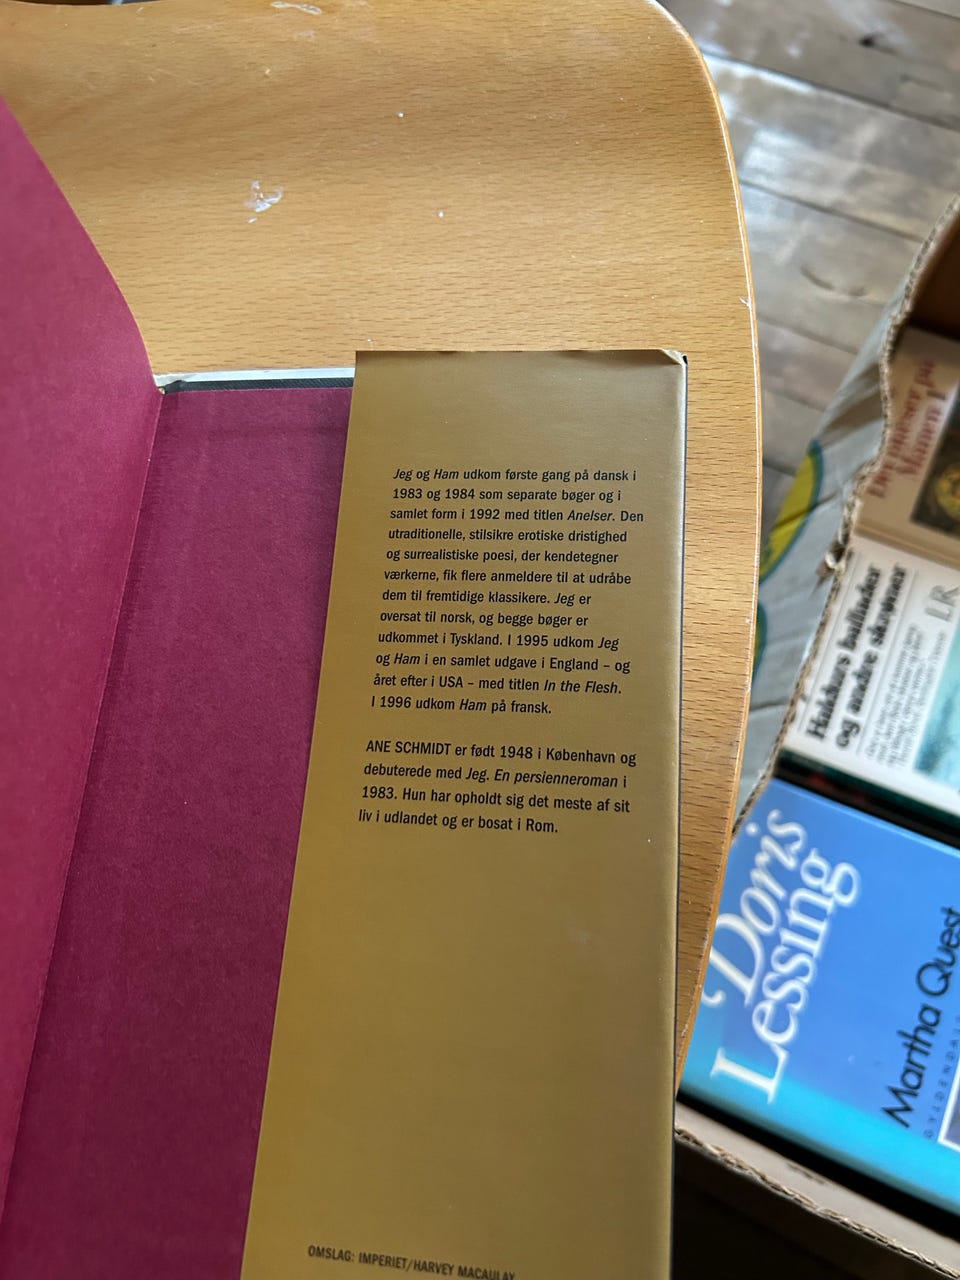 Jeg og Ham udkom første gang på dansk i
1983 og 1984 som separate bøger og i
samlet form i 1992 med titlen Anelser. Den
utraditionelle, stilsikre erotiske dristighed
og surrealistiske poesi, der kendetegner
værkerne, fik flere anmeldere til at udråbe
dem til fremtidige klassikere. Jeg er
oversat til norsk, og begge bøger er
udkommet i Tyskland. I 1995 udkom Jeg
og Ham i en samlet udgave i England – og
året efter i USA – med titlen In the Flesh.
I 1996 udkom Ham på fransk.
ANE SCHMIDT er født 1948 i København og
debuterede med Jeg. En persienneroman i
1983. Hun har opholdt sig det meste af sit
liv i udlandet og er bosat i Rom.
OMSLAG: IMPERIET/HARVEY MACAULAY
Manen
og andre skrøner
LR
Doris
Lessing
Martha Quest
GYLDENDAL